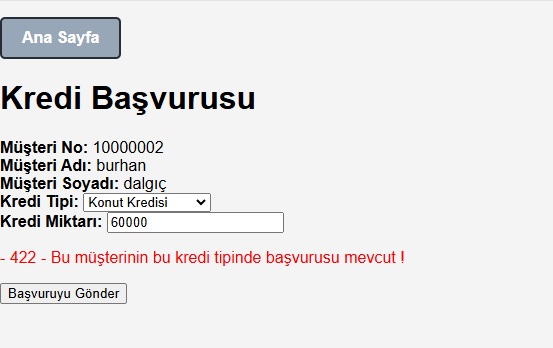 Ana Sayfa
Kredi Başvurusu
Müşteri No: 10000002
Müşteri Adı: burhan
Müşteri Soyadı: dalgıç
Kredi Tipi: Konut Kredisi
Kredi Miktarı: 60000
- 422 - Bu müşterinin bu kredi tipinde başvurusu mevcut !
Başvuruyu Gönder